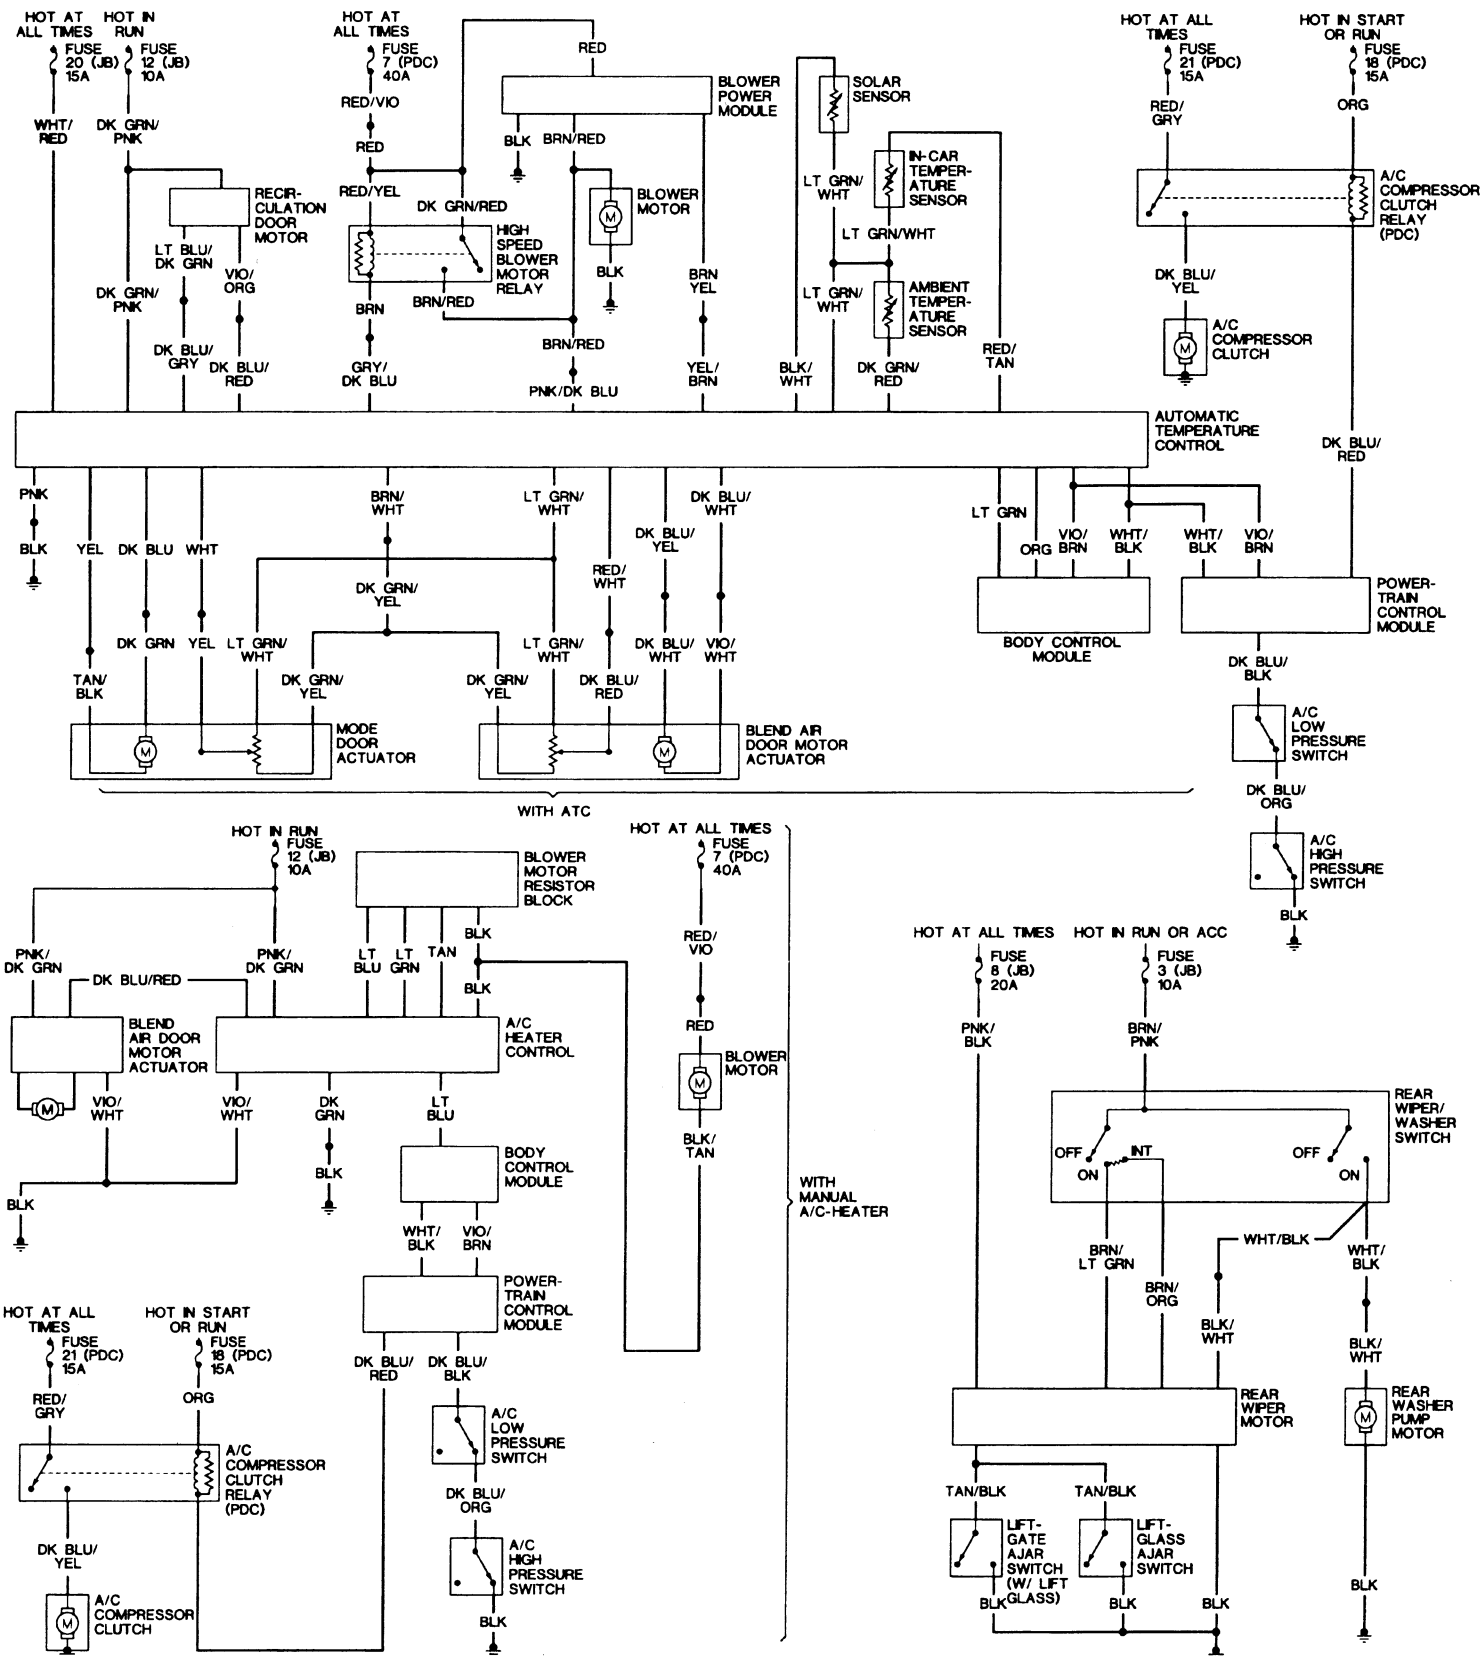 HOT AT
ALL TIMES
FUSE
20 (JB)
15A
HOT IN
RUN
FUSE
12 (JB)
10A
HOT AT
ALL TIMES
FUSE
7 (PDC)
40A
RED
BLOWER
POWER
MODULE
SOLAR
SENSOR
HOT AT ALL
TIMES
FUSE
21 (PDC)
15A
HOT IN START
OR RUN
FUSE
18 (PDC)
15A
WHT/
RED
DK GRN/
PNK
RED/VIO
RED
RED/YEL
DK GRN/RED
BLK
BRN/RED
RED/
GRY
ORG
RECIR-
CULATION
DOOR
MOTOR
BLOWER
MOTOR
M
LT GRN/
WHT
IN-CAR
TEMPER-
ATURE
SENSOR
LT GRN/WHT
A/C
COMPRESSOR
CLUTCH
RELAY
(PDC)
LT BLU/
DK GRN
VIO/
ORG
DK GRN/
PNK
HIGH
SPEED
BLOWER
MOTOR
RELAY
BRN
BRN/RED
BLK
BRN
YEL
LT GRN/
WHT
AMBIENT
TEMPER-
ATURE
SENSOR
DK BLU/
YEL
M
A/C
COMPRESSOR
CLUTCH
DK BLU/
GRY
DK BLU/
RED
GRY/
DK BLU
BRN/RED
PNK/DK BLU
YEL/
BRN
BLK/
WHT
DK GRN/
RED
RED/
TAN
AUTOMATIC
TEMPERATURE
CONTROL
DK BLU/
RED
PNK
BLK
YEL
DK BLU
WHT
BRN/
WHT
LT GRN/
WHT
DK BLU/
YEL
DK BLU/
WHT
RED/
WHT
LT GRN
ORG
VIO/
BRN
WHT/
BLK
WHT/
BLK
VIO/
BRN
DK GRN/
YEL
BODY CONTROL
MODULE
POWER-
TRAIN
CONTROL
MODULE
TAN/
BLK
DK GRN
YEL
LT GRN/
WHT
DK GRN/
YEL
DK GRN/
YEL
LT GRN/
WHT
DK BLU/
RED
DK BLU/
WHT
VIO/
WHT
DK BLU/
BLK
M
MODE
DOOR
ACTUATOR
M
BLEND AIR
DOOR MOTOR
ACTUATOR
A/C
LOW
PRESSURE
SWITCH
DK BLU/
ORG
WITH ATC
A/C
HIGH
PRESSURE
SWITCH
BLK
HOT IN RUN
FUSE
12 (JB)
10A
BLOWER
MOTOR
RESISTOR
BLOCK
HOT AT ALL TIMES
FUSE
7 (PDC)
40A
PNK/
DK GRN
DK BLU/RED
PNK/
DK GRN
LT
BLU
LT
GRN
TAN
BLK
BLK
RED/
VIO
RED
BLEND
AIR DOOR
MOTOR
ACTUATOR
A/C
HEATER
CONTROL
M
BLOWER
MOTOR
M
VIO/
WHT
VIO/
WHT
DK
GRN
LT
BLU
BLK/
TAN
BLK
BLK
BODY
CONTROL
MODULE
WHT/
BLK
VIO/
BRN
POWER-
TRAIN
CONTROL
MODULE
WITH
MANUAL
A/C-HEATER
HOT AT ALL
TIMES
FUSE
21 (PDC)
15A
HOT IN START
OR RUN
FUSE
18 (PDC)
15A
RED/
GRY
ORG
DK BLU/
RED
DK BLU/
BLK
A/C
COMPRESSOR
CLUTCH
RELAY
(PDC)
A/C
LOW
PRESSURE
SWITCH
DK BLU/
ORG
A/C
HIGH
PRESSURE
SWITCH
BLK
DK BLU/
YEL
M
A/C
COMPRESSOR
CLUTCH
HOT AT ALL TIMES
FUSE
8 (JB)
20A
HOT IN RUN OR ACC
FUSE
3 (JB)
10A
PNK/
BLK
BRN/
PNK
REAR
WIPER/
WASHER
SWITCH
OFF
ON
INT
OFF
ON
BRN/
LT GRN
BRN/
ORG
WHT/BLK
WHT/
BLK
BLK/
WHT
BLK/
WHT
REAR
WIPER
MOTOR
M
REAR
WASHER
PUMP
MOTOR
TAN/BLK
TAN/BLK
LIFT-
GATE
AJAR
SWITCH
(W/ LIFT
GLASS)
LIFT-
GLASS
AJAR
SWITCH
BLK
BLK
BLK
BLK